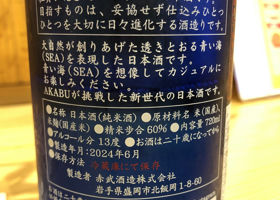 目指すものは、妥協せず仕込みひとつ
ひとつを大切に日々進化する酒造りです。
大自然が創りあげた透きとおる青い海
(SEA)を表現した日本酒です。
青い海(SEA)を想像してカジュアルに
お楽しみください。
AKABUが挑戦した新世代の日本酒です。
●名称 日本酒(純米酒) ●原材料名 米(国産)、
米麹(国産米) ●精米歩合60% ●内容量 720ml
●アルコール分 13度 ●お酒は二十歳になってから
●製造年月:2024年6月
●保存方法 冷蔵庫にて保存
製造者 赤武酒造株式会社
岩手県盛岡市北飯岡1-8-60